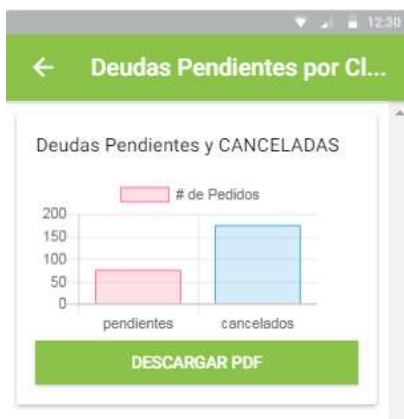 12:30
Deudas Pendientes por Cl...
Deudas Pendientes y CANCELADAS
# de Pedidos
200
150
100
50
0
pendientes cancelados
DESCARGAR PDF